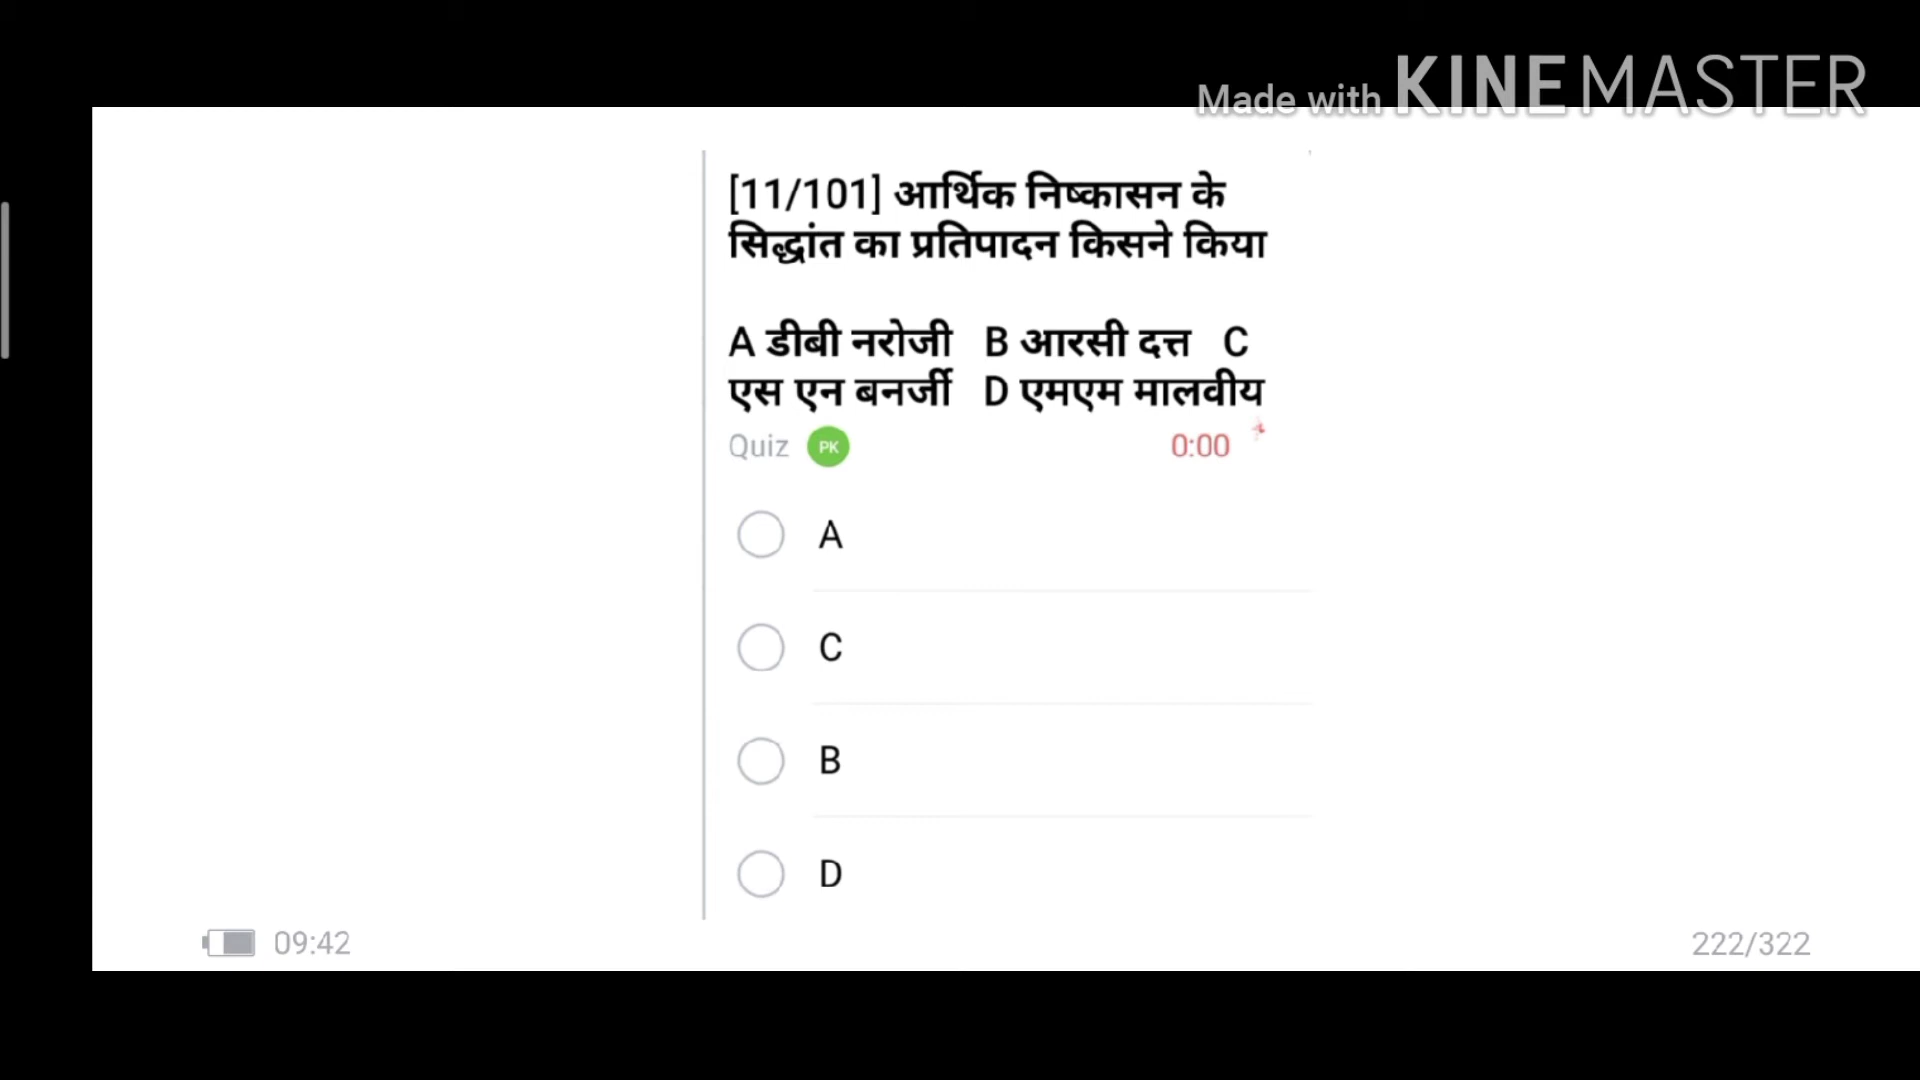 Made with KINEMASTER
[11/101] आर्थिक निष्कासन के
सिद्धांत का प्रतिपादन किसने किया
A डीबी नरोजी B आरसी दत्त C
एस एन बनर्जी D एमएम मालवीय
Quiz PK 0:00
A
C
B
D
09:42 222/322